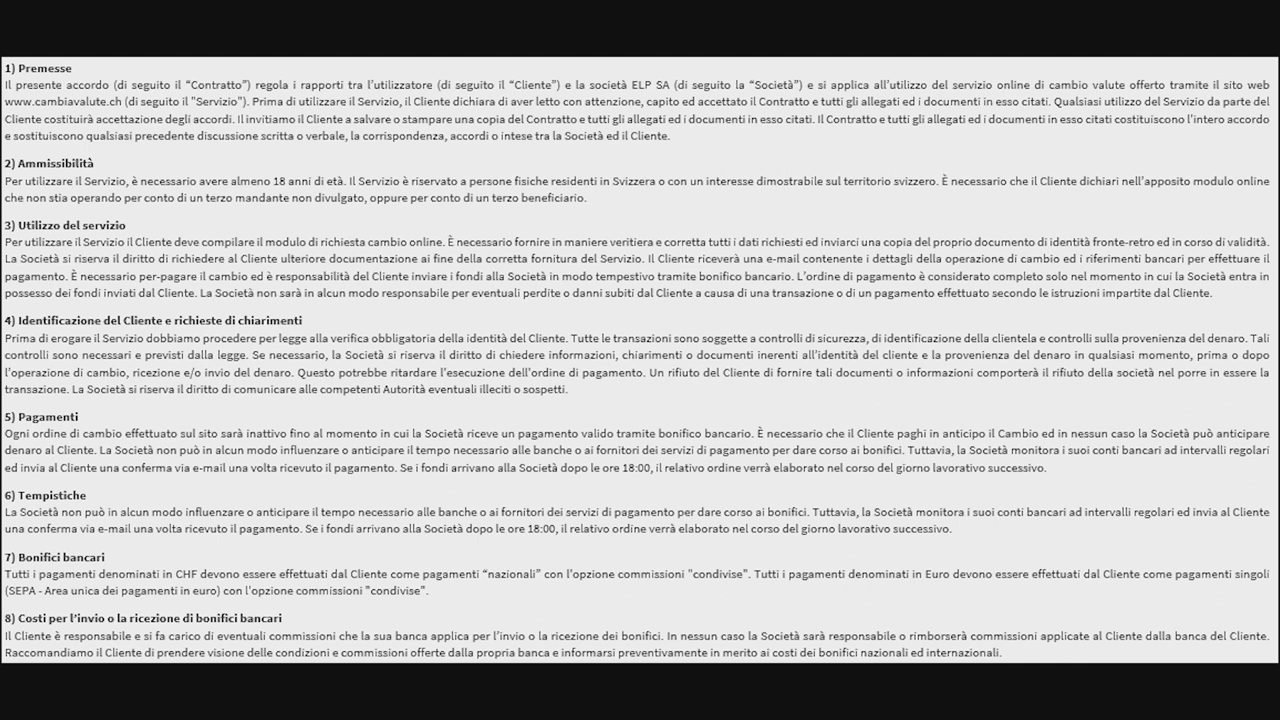 1) Premesse
Il presente accordo (di seguito il “Contratto”) regola i rapporti tra l’utilizzatore (di seguito il “Cliente”) e la società ELP SA (di seguito la “Società”) e si applica all’utilizzo del servizio online di cambio valute offerto tramite il sito web
www.cambiavalute.ch (di seguito il "Servizio"). Prima di utilizzare il Servizio, il Cliente dichiara di aver letto con attenzione, capito ed accettato il Contratto e tutti gli allegati ed i documenti in esso citati. Qualsiasi utilizzo del Servizio da parte del
Cliente costituirà accettazione degli accordi. Il invitiamo il Cliente a salvare o stampare una copia del Contratto e tutti gli allegati ed i documenti in esso citati. Il Contratto e tutti gli allegati ed i documenti in esso citati costituiscono l’intero accordo
e sostituiscono qualsiasi precedente discussione scritta o verbale, la corrispondenza, accordi o intese tra la Società ed il Cliente.
2) Ammissibilità
Per utilizzare il Servizio, è necessario avere almeno 18 anni di età. Il Servizio è riservato a persone fisiche residenti in Svizzera o con un interesse dimostrabile sul territorio svizzero. È necessario che il Cliente dichiari nell’apposito modulo online
che non stia operando per conto di un terzo mandante non divulgato, oppure per conto di un terzo beneficiario.
3) Utilizzo del servizio
Per utilizzare il Servizio il Cliente deve compilare il modulo di richiesta cambio online. È necessario fornire in maniere veritiera e corretta tutti i dati richiesti ed inviarci una copia del proprio documento di identità fronte-retro ed in corso di validità.
La Società si riserva il diritto di richiedere al Cliente ulteriore documentazione ai fine della corretta fornitura del Servizio. Il Cliente riceverà una e-mail contenente i dettagli della operazione di cambio ed i riferimenti bancari per effettuare il
pagamento. È necessario per-pagare il cambio ed è responsabilità del Cliente inviare i fondi alla Società in modo tempestivo tramite bonifico bancario. L’ordine di pagamento è considerato completo solo nel momento in cui la Società entra in
possesso dei fondi inviati dal Cliente. La Società non sarà in alcun modo responsabile per eventuali perdite o danni subiti dal Cliente a causa di una transazione o di un pagamento effettuato secondo le istruzioni impartite dal Cliente.
4) Identificazione del Cliente e richieste di chiarimenti
Prima di erogare il Servizio dobbiamo procedere per legge alla verifica obbligatoria della identità del Cliente. Tutte le transazioni sono soggette a controlli di sicurezza, di identificazione della clientela e controlli sulla provenienza del denaro. Tali
controlli sono necessari e previsti dalla legge. Se necessario, la Società si riserva il diritto di chiedere informazioni, chiarimenti o documenti inerenti all’identità del cliente e la provenienza del denaro in qualsiasi momento, prima o dopo
l’operazione di cambio, ricezione e/o invio del denaro. Questo potrebbe ritardare l'esecuzione dell'ordine di pagamento. Un rifiuto del Cliente di fornire tali documenti o informazioni comporterà il rifiuto della società nel porre in essere la
transazione. La Società si riserva il diritto di comunicare alle competenti Autorità eventuali illeciti o sospetti.
5) Pagamenti
Ogni ordine di cambio effettuato sul sito sarà inattivo fino al momento in cui la Società riceve un pagamento valido tramite bonifico bancario. È necessario che il Cliente paghi in anticipo il Cambio ed in nessun caso la Società può anticipare
denaro al Cliente. La Società non può in alcun modo influenzare o anticipare il tempo necessario alle banche o ai fornitori dei servizi di pagamento per dare corso ai bonifici. Tuttavia, la Società monitora i suoi conti bancari ad intervalli regolari
ed invia al Cliente una conferma via e-mail una volta ricevuto il pagamento. Se i fondi arrivano alla Società dopo le ore 18:00, il relativo ordine verrà elaborato nel corso del giorno lavorativo successivo.
6) Tempistiche
La Società non può in alcun modo influenzare o anticipare il tempo necessario alle banche o ai fornitori dei servizi di pagamento per dare corso ai bonifici. Tuttavia, la Società monitora i suoi conti bancari ad intervalli regolari ed invia al Cliente
una conferma via e-mail una volta ricevuto il pagamento. Se i fondi arrivano alla Società dopo le ore 18:00, il relativo ordine verrà elaborato nel corso del giorno lavorativo successivo.
7) Bonifici bancari
Tutti i pagamenti denominati in CHF devono essere effettuati dal Cliente come pagamenti “nazionali” con l'opzione commissioni "condivise". Tutti i pagamenti denominati in Euro devono essere effettuati dal Cliente come pagamenti singoli
(SEPA - Area unica dei pagamenti in euro) con l'opzione commissioni "condivise".
8) Costi per l’invio o la ricezione di bonifici bancari
Il Cliente è responsabile e si fa carico di eventuali commissioni che la sua banca applica per l’invio o la ricezione dei bonifici. In nessun caso la Società sarà responsabile o rimborserà commissioni applicate al Cliente dalla banca del Cliente.
Raccomandiamo il Cliente di prendere visione delle condizioni e commissioni offerte dalla propria banca e informarsi preventivamente in merito ai costi dei bonifici nazionali ed internazionali.